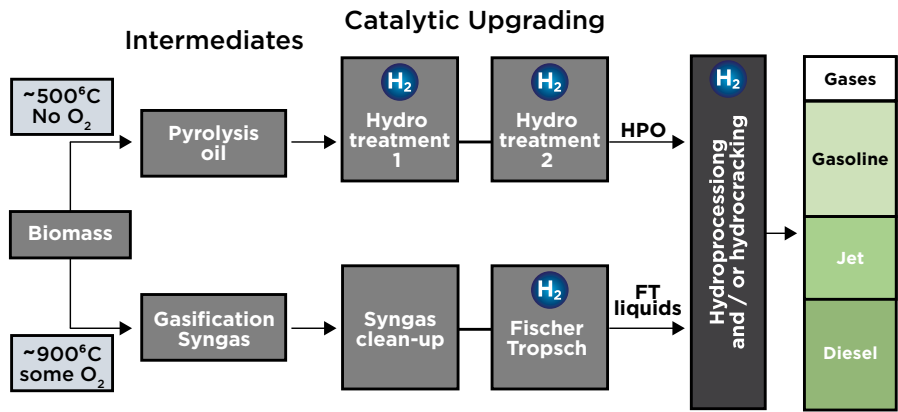 Catalytic Upgrading
Intermediates
~500⁶C
No O₂
Pyrolysis
oil
H₂
Hydro
treatment
1
H₂
Hydro
treatment
2
HPO
H₂
Hydroprocessiong
and / or hydrocracking
Gases
Gasoline
Jet
Diesel
Biomass
~900⁶C
some O₂
Gasification
Syngas
Syngas
clean-up
H₂
Fischer
Tropsch
FT
liquids